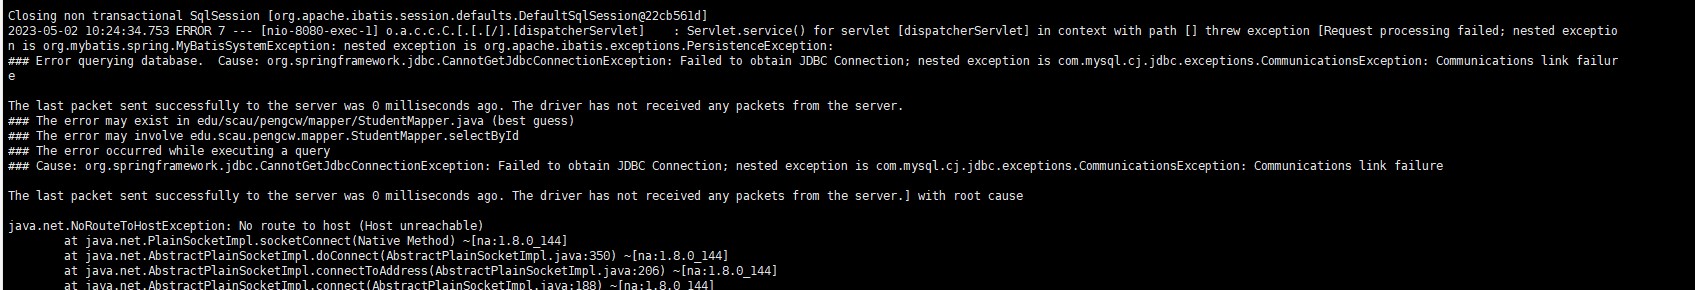 Closing non transactional SqlSession [org.apache.ibatis.session.defaults.DefaultSqlSession@22cb561d]
2023-05-02 10:24:34.753 ERROR 7 --- [nio-8080-exec-1] o.a.c.c.C.[.[.[/].[dispatcherServlet]    : Servlet.service() for servlet [dispatcherServlet] in context with path [] threw exception [Request processing failed; nested exceptio
n is org.mybatis.spring.MyBatisSystemException: nested exception is org.apache.ibatis.exceptions.PersistenceException:
### Error querying database.  Cause: org.springframework.jdbc.CannotGetJdbcConnectionException: Failed to obtain JDBC Connection; nested exception is com.mysql.cj.jdbc.exceptions.CommunicationsException: Communications link failur
e
The last packet sent successfully to the server was 0 milliseconds ago. The driver has not received any packets from the server.
### The error may exist in edu/scau/pengcw/mapper/StudentMapper.java (best guess)
### The error may involve edu.scau.pengcw.mapper.StudentMapper.selectById
### The error occurred while executing a query
### Cause: org.springframework.jdbc.CannotGetJdbcConnectionException: Failed to obtain JDBC Connection; nested exception is com.mysql.cj.jdbc.exceptions.CommunicationsException: Communications link failure
The last packet sent successfully to the server was 0 milliseconds ago. The driver has not received any packets from the server.] with root cause
java.net.NoRouteToHostException: No route to host (Host unreachable)
at java.net.PlainSocketImpl.socketConnect(Native Method) ~[na:1.8.0_144]
at java.net.AbstractPlainSocketImpl.doConnect(AbstractPlainSocketImpl.java:350) ~[na:1.8.0_144]
at java.net.AbstractPlainSocketImpl.connectToAddress(AbstractPlainSocketImpl.java:206) ~[na:1.8.0_144]
at java.net.AbstractPlainSocketImpl.connect(AbstractPlainSocketImpl.java:188) ~[na:1.8.0_144]